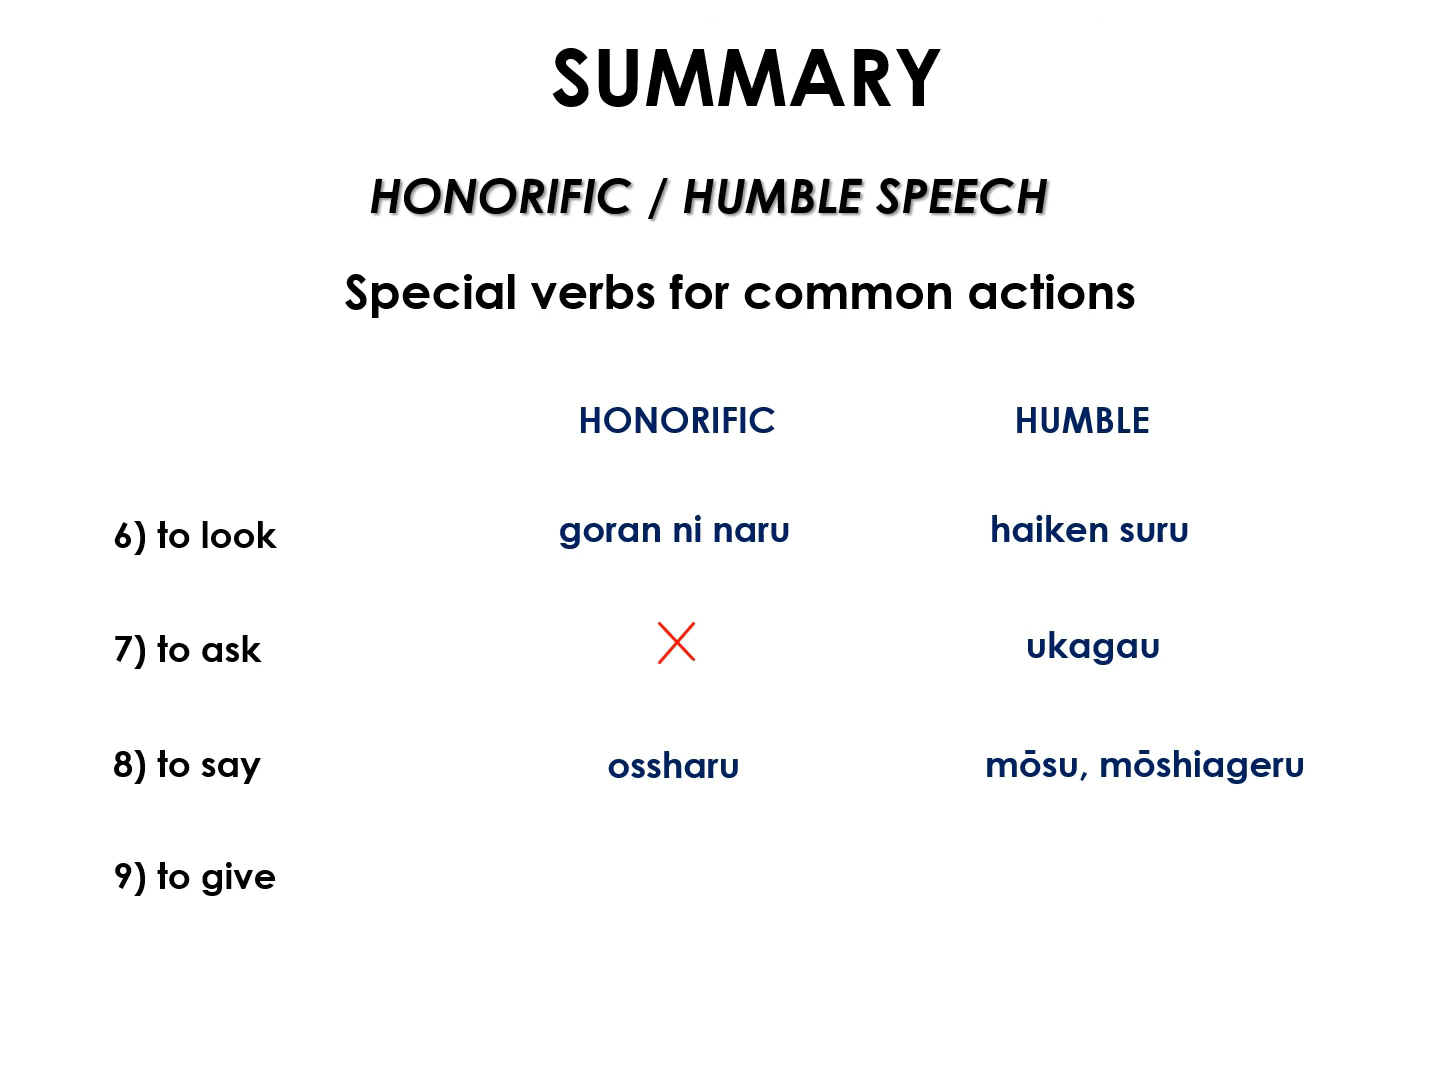 SUMMARY
HONORIFIC / HUMBLE SPEECH
Special verbs for common actions
HONORIFIC HUMBLE
6) to look goran ni naru haiken suru
7) to ask ukagau
8) to say ossharu mōsu, mōshiageru
9) to give